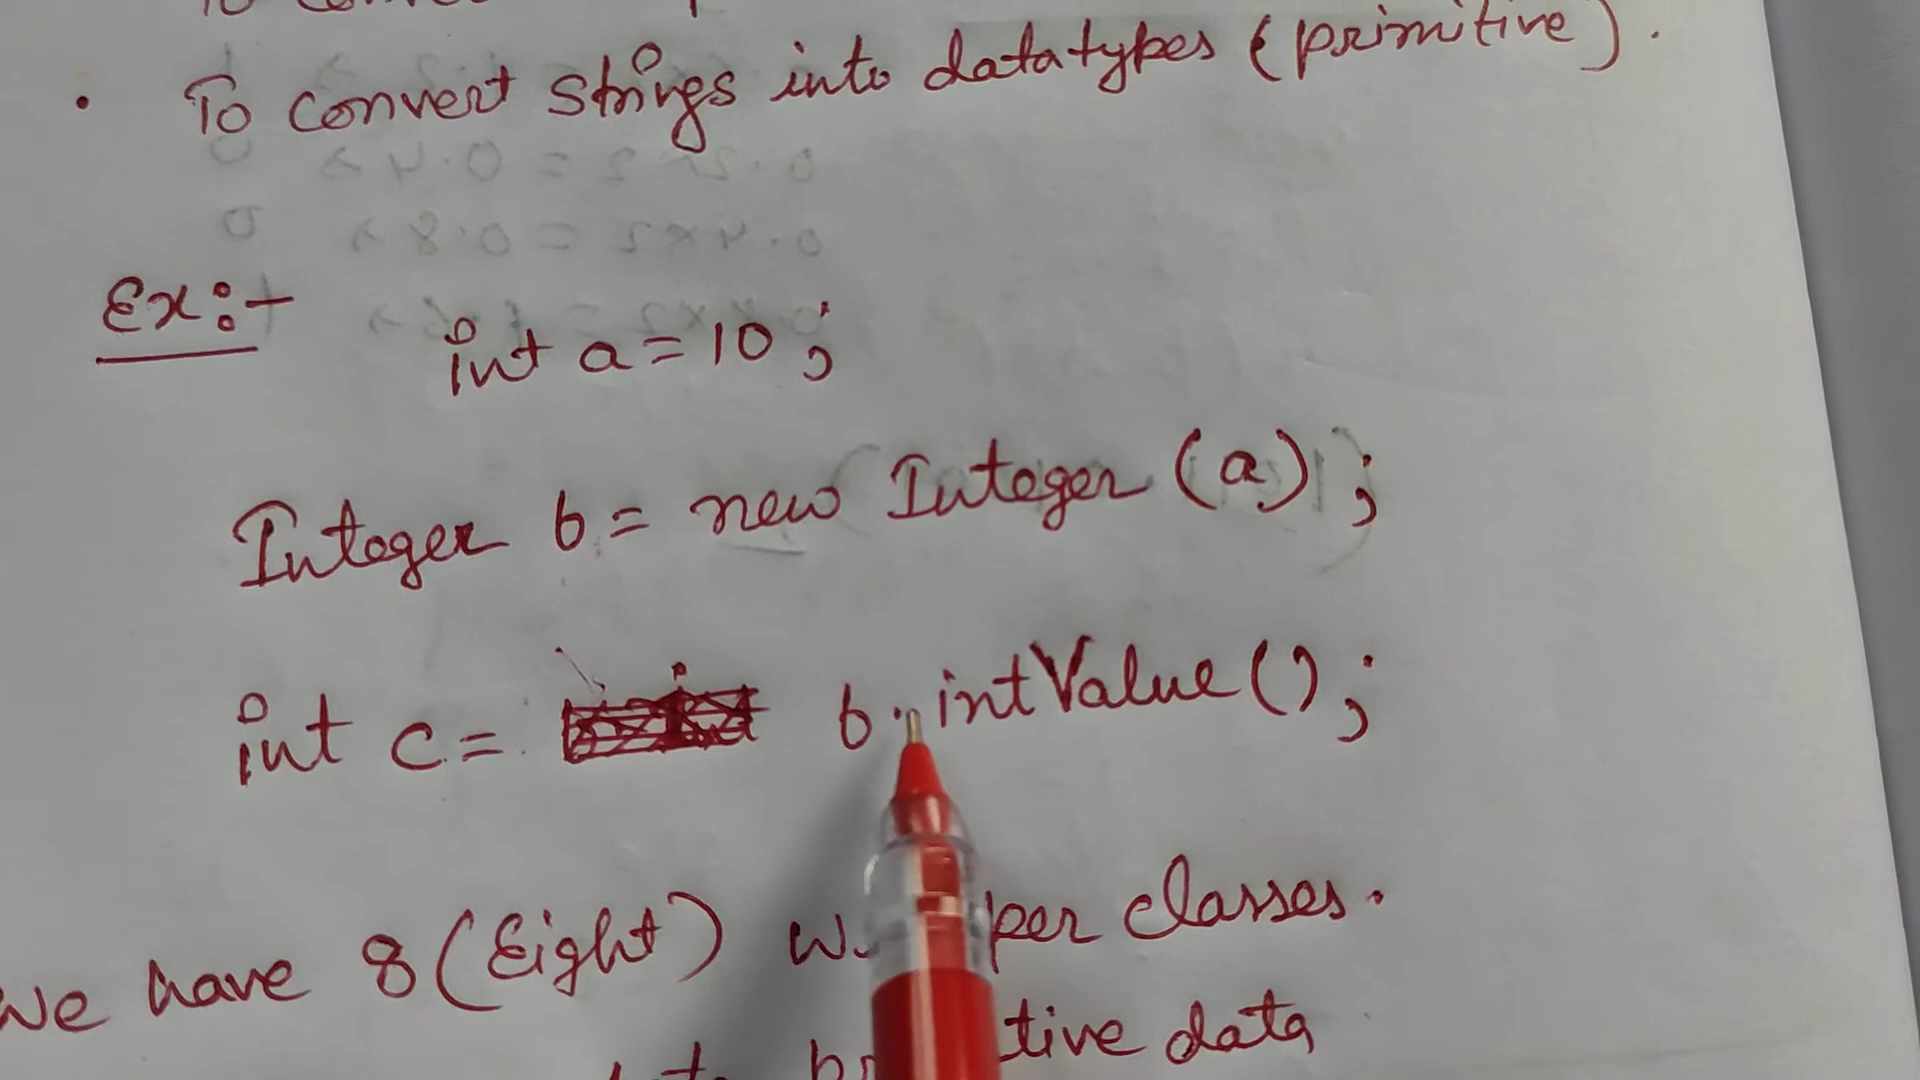 • To convert strings into datatypes (primitive).
Ex:-
int a = 10;
Integer b = new Integer (a);
int c = b.intValue();
we have 8 (Eight) per classes.
data